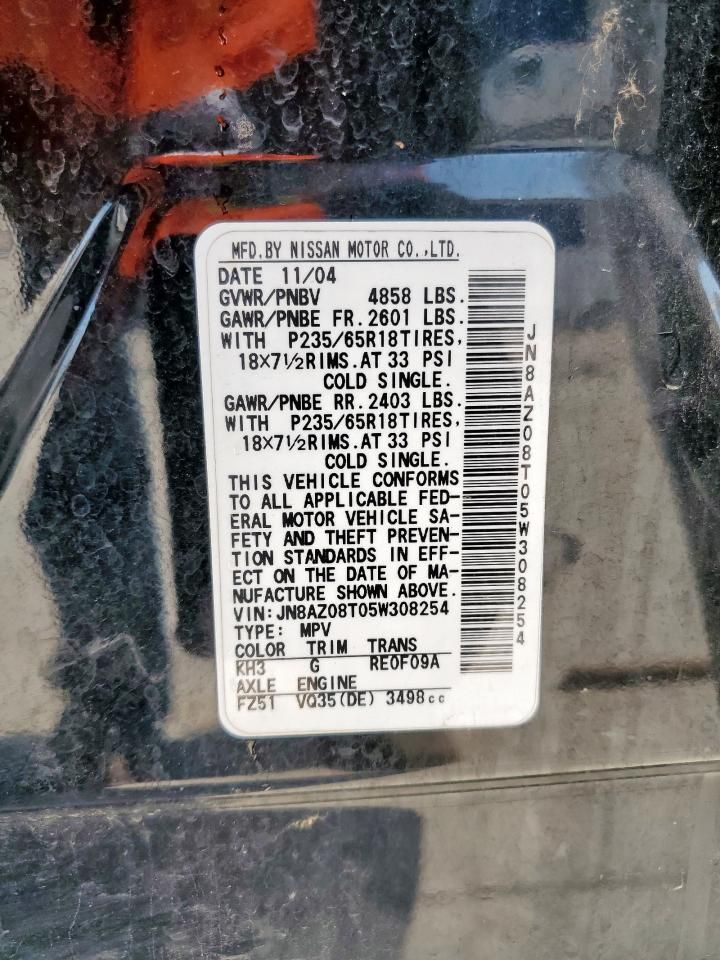 MFD.BY NISSAN MOTOR CO.,LTD.
DATE 11/04
GVWR/PNBV 4858 LBS.
GAWR/PNBE FR.2601 LBS.
WITH P235/65R18TIRES,
18×7½RIMS.AT 33 PSI
COLD SINGLE.
GAWR/PNBE RR.2403 LBS.
WITH P235/65R18TIRES,
18×7½RIMS.AT 33 PSI
COLD SINGLE.
THIS VEHICLE CONFORMS
TO ALL APPLICABLE FED-
ERAL MOTOR VEHICLE SA-
FETY AND THEFT PREVEN-
TION STANDARDS IN EFF-
ECT ON THE DATE OF MA-
NUFACTURE SHOWN ABOVE.
VIN:JN8AZ08T05W308254
TYPE: MPV
COLOR TRIM TRANS
KH3 G RE0F09A
AXLE ENGINE
FZ51 VQ35(DE) 3498cc
JN8AZ08T05W308254